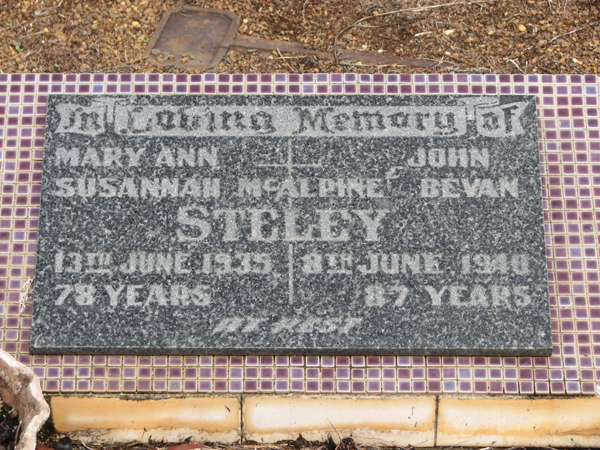 In Loving Memory of
MARY ANN JOHN
SUSANNAH McALPINE BEVAN
STELEY
13TH JUNE 1939. 8TH JUNE 1940
78 YEARS 87 YEARS
AT REST